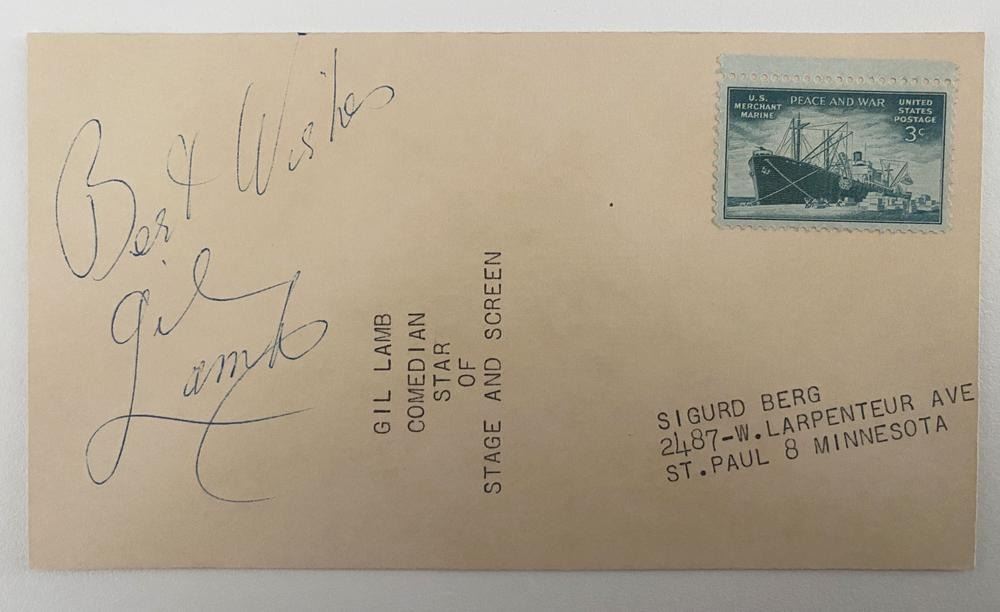 Best Wishes
Gil
Lamb
GIL LAMB
COMEDIAN
STAR
OF
STAGE AND SCREEN
U.S. MERCHANT MARINE
PEACE AND WAR
UNITED STATES POSTAGE
3¢
SIGURD BERG
2487-W. LARPENTEUR AVE
ST. PAUL 8 MINNESOTA